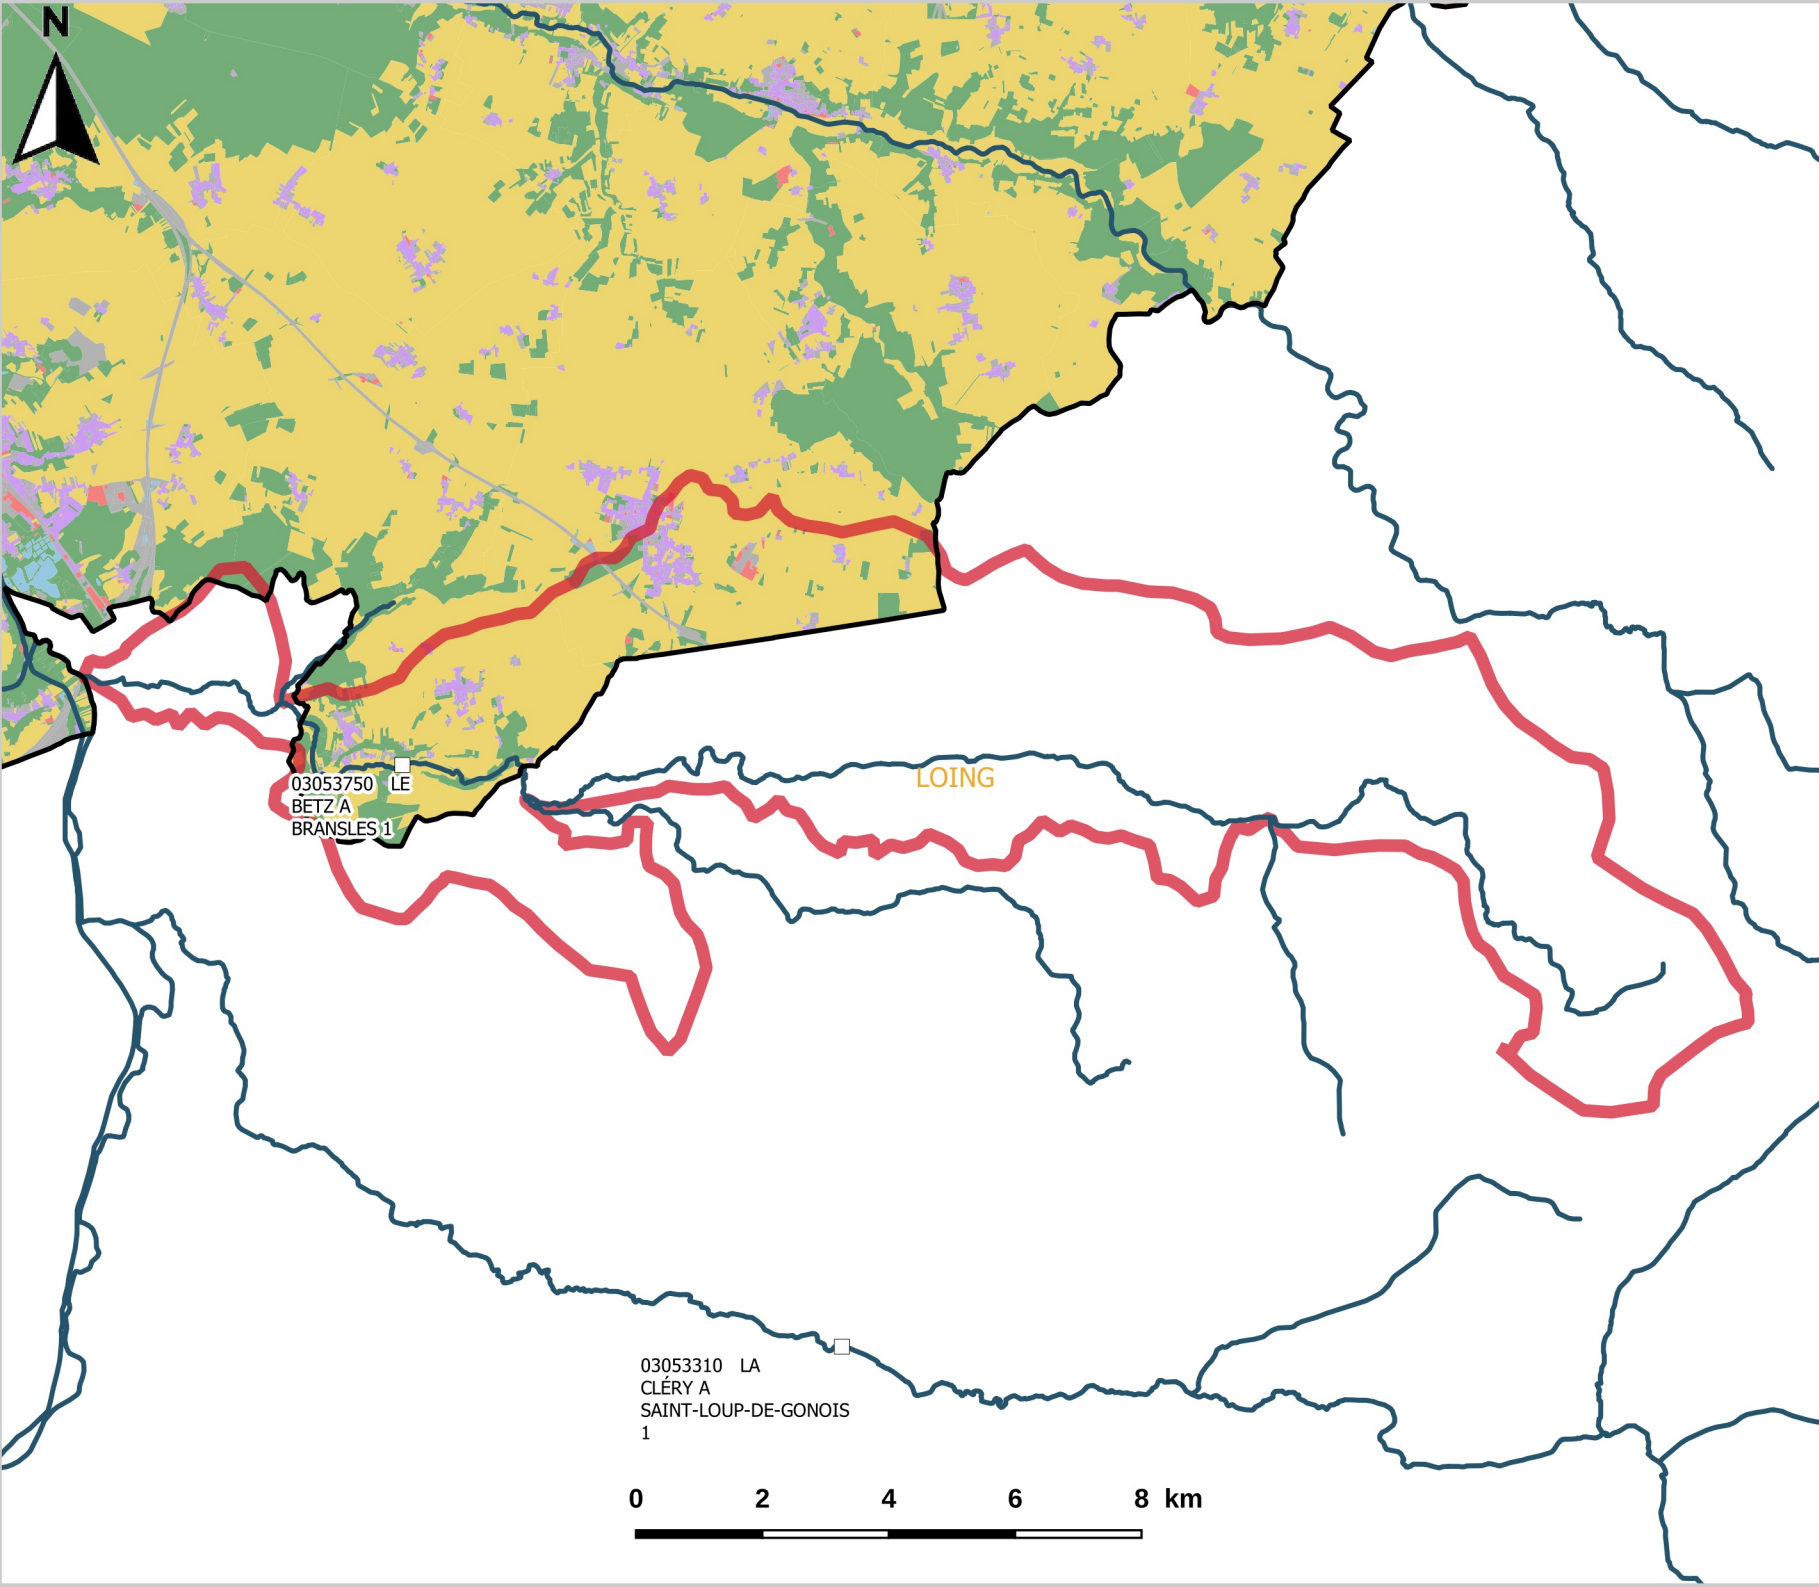 N
LOING
03053750 LE
BETZ A
BRANSLES 1
03053310 LA
CLÉRY A
SAINT-LOUP-DE-GONOIS
1
0 2 4 6 8 km